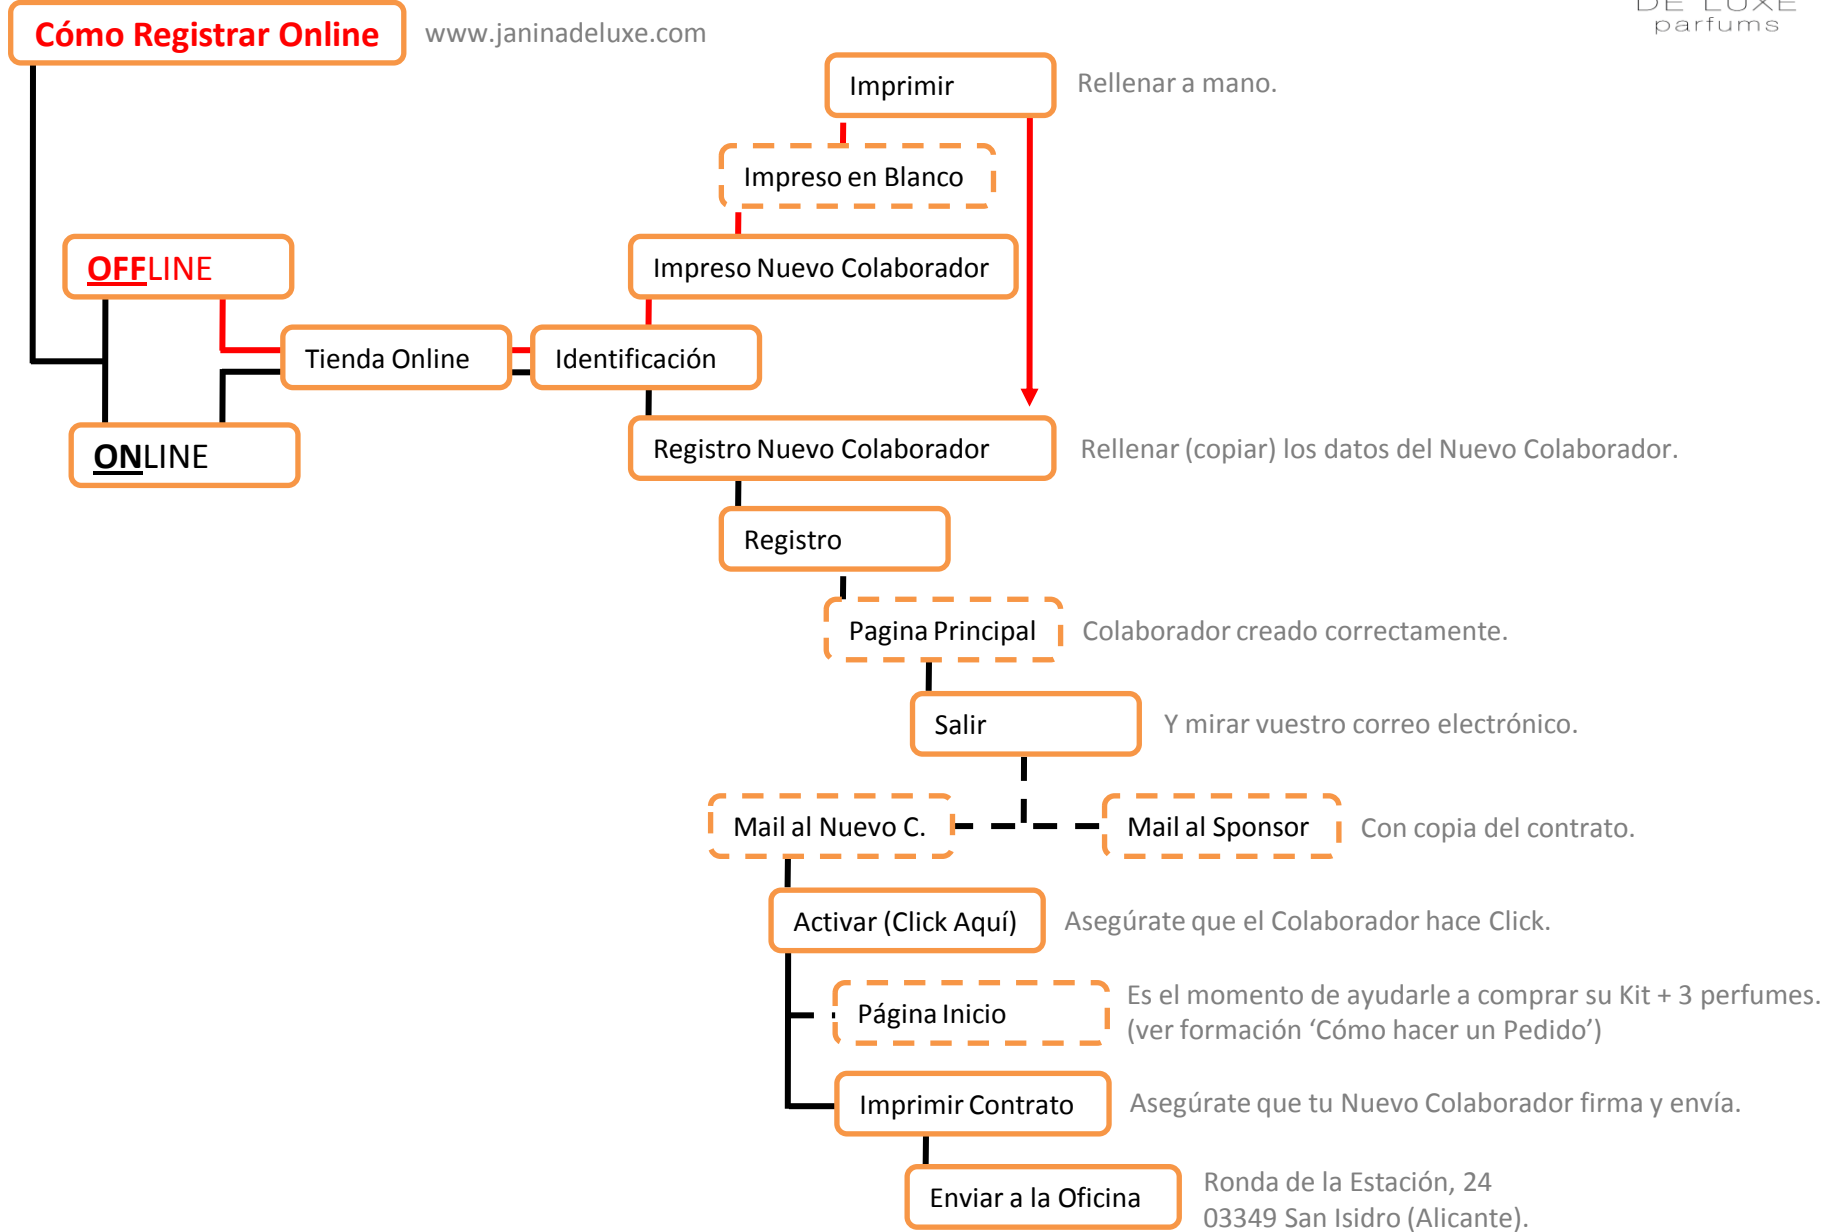 DE LUXE
parfums
Cómo Registrar Online
www.janinadeluxe.com
Imprimir
Rellenar a mano.
Impreso en Blanco
OFFLINE
Impreso Nuevo Colaborador
Tienda Online
Identificación
ONLINE
Registro Nuevo Colaborador
Rellenar (copiar) los datos del Nuevo Colaborador.
Registro
Pagina Principal
Colaborador creado correctamente.
Salir
Y mirar vuestro correo electrónico.
Mail al Nuevo C.
Mail al Sponsor
Con copia del contrato.
Activar (Click Aquí)
Asegúrate que el Colaborador hace Click.
Página Inicio
Es el momento de ayudarle a comprar su Kit + 3 perfumes.
(ver formación ‘Cómo hacer un Pedido’)
Imprimir Contrato
Asegúrate que tu Nuevo Colaborador firma y envía.
Enviar a la Oficina
Ronda de la Estación, 24
03349 San Isidro (Alicante).